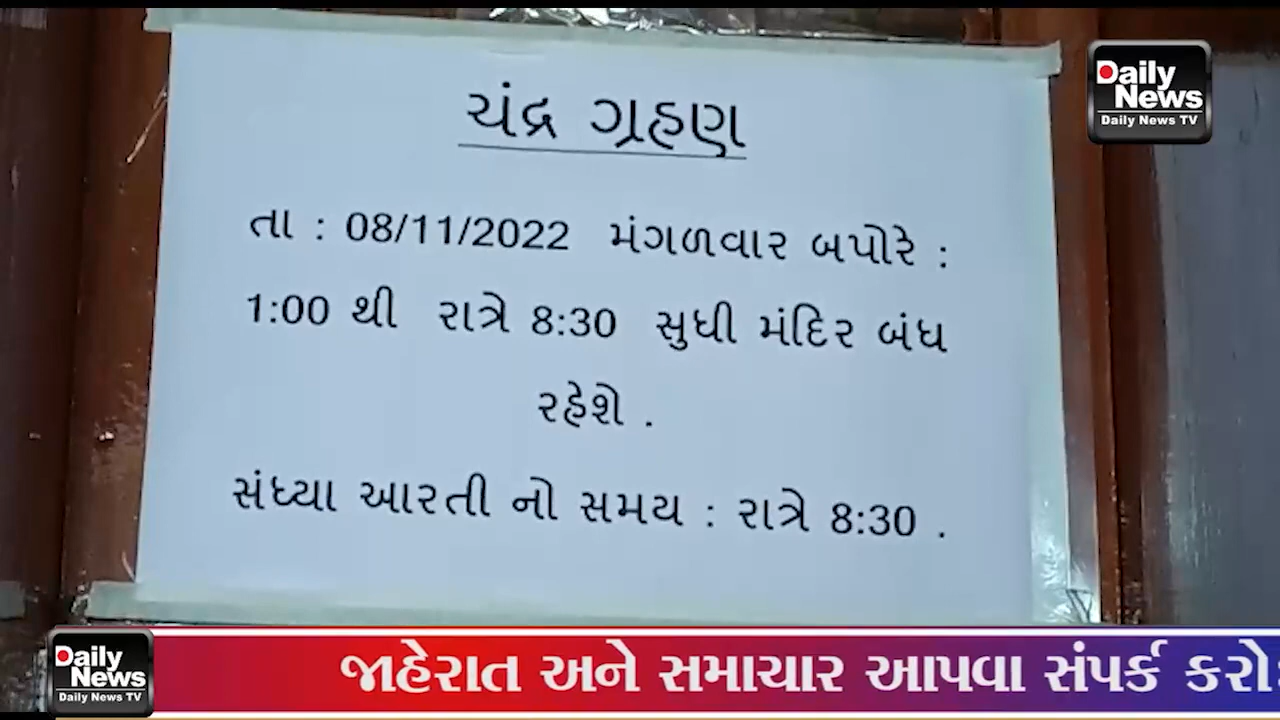 ચંદ્ર ગ્રહણ
Daily
News
Daily News TV
તા : 08/11/2022 મંગળવાર બપોરે :
1:00 થી રાત્રે 8:30 સુધી મંદિર બંધ
રહેશે .
સંધ્યા આરતી નો સમય : રાત્રે 8:30 .
Daily
News
Daily News TV
જાહેરાત અને સમાચાર આપવા સંપર્ક કરો